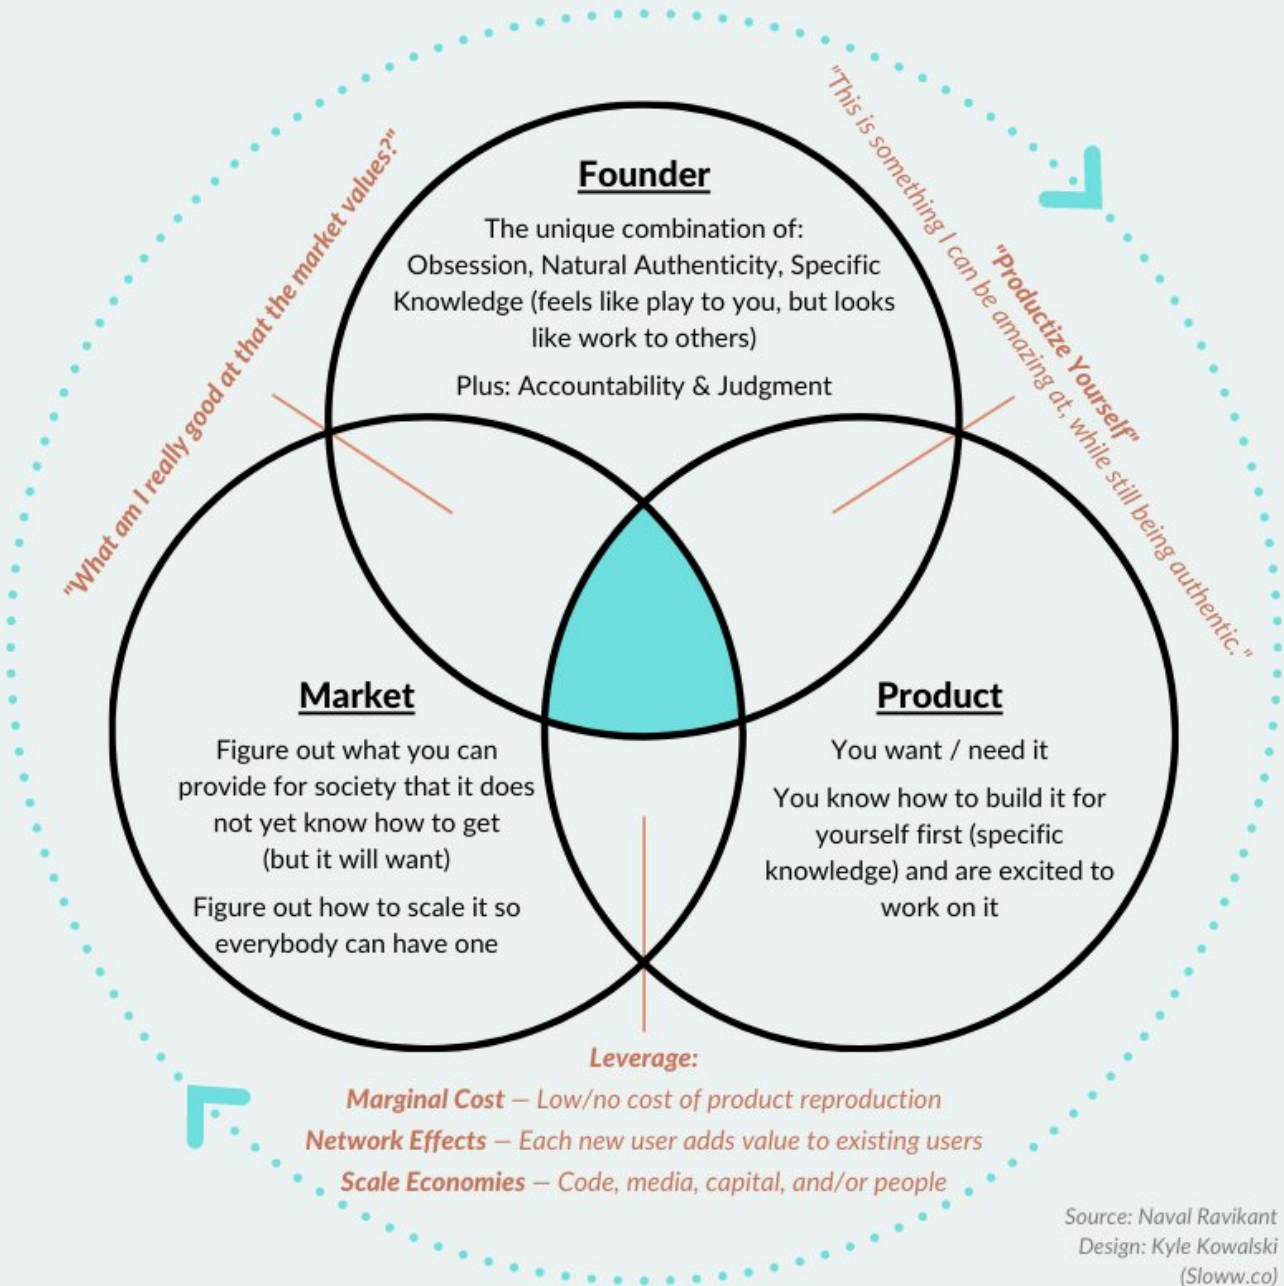 "What am I really good at that the market values?"
"This is something I can be amazing at, while still being authentic."
"Productize Yourself"
Founder
The unique combination of:
Obsession, Natural Authenticity, Specific
Knowledge (feels like play to you, but looks
like work to others)
Plus: Accountability & Judgment
Market
Figure out what you can
provide for society that it does
not yet know how to get
(but it will want)
Figure out how to scale it so
everybody can have one
Product
You want / need it
You know how to build it for
yourself first (specific
knowledge) and are excited to
work on it
Leverage:
Marginal Cost — Low/no cost of product reproduction
Network Effects — Each new user adds value to existing users
Scale Economies — Code, media, capital, and/or people
Source: Naval Ravikant
Design: Kyle Kowalski
(Sloww.co)